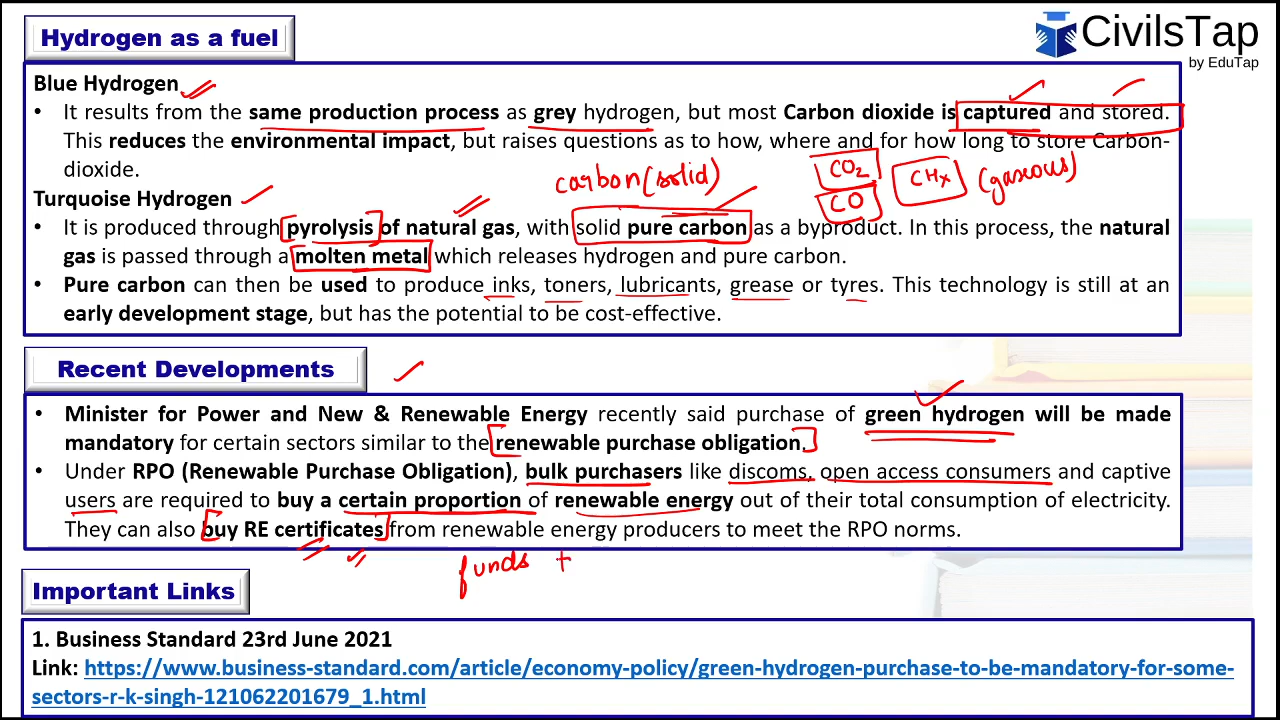 Hydrogen as a fuel
CivilsTap
by EduTap
Blue Hydrogen
• It results from the same production process as grey hydrogen, but most Carbon dioxide is captured and stored.
This reduces the environmental impact, but raises questions as to how, where and for how long to store Carbon-
dioxide.
carbon (solid)
CO2
CO
CHx
(gaseous)
Turquoise Hydrogen
• It is produced through pyrolysis of natural gas, with solid pure carbon as a byproduct. In this process, the natural
gas is passed through a molten metal which releases hydrogen and pure carbon.
• Pure carbon can then be used to produce inks, toners, lubricants, grease or tyres. This technology is still at an
early development stage, but has the potential to be cost-effective.
Recent Developments
• Minister for Power and New & Renewable Energy recently said purchase of green hydrogen will be made
mandatory for certain sectors similar to the renewable purchase obligation.
• Under RPO (Renewable Purchase Obligation), bulk purchasers like discoms, open access consumers and captive
users are required to buy a certain proportion of renewable energy out of their total consumption of electricity.
They can also buy RE certificates from renewable energy producers to meet the RPO norms.
funds t
Important Links
1. Business Standard 23rd June 2021
Link: https://www.business-standard.com/article/economy-policy/green-hydrogen-purchase-to-be-mandatory-for-some-
sectors-r-k-singh-121062201679_1.html